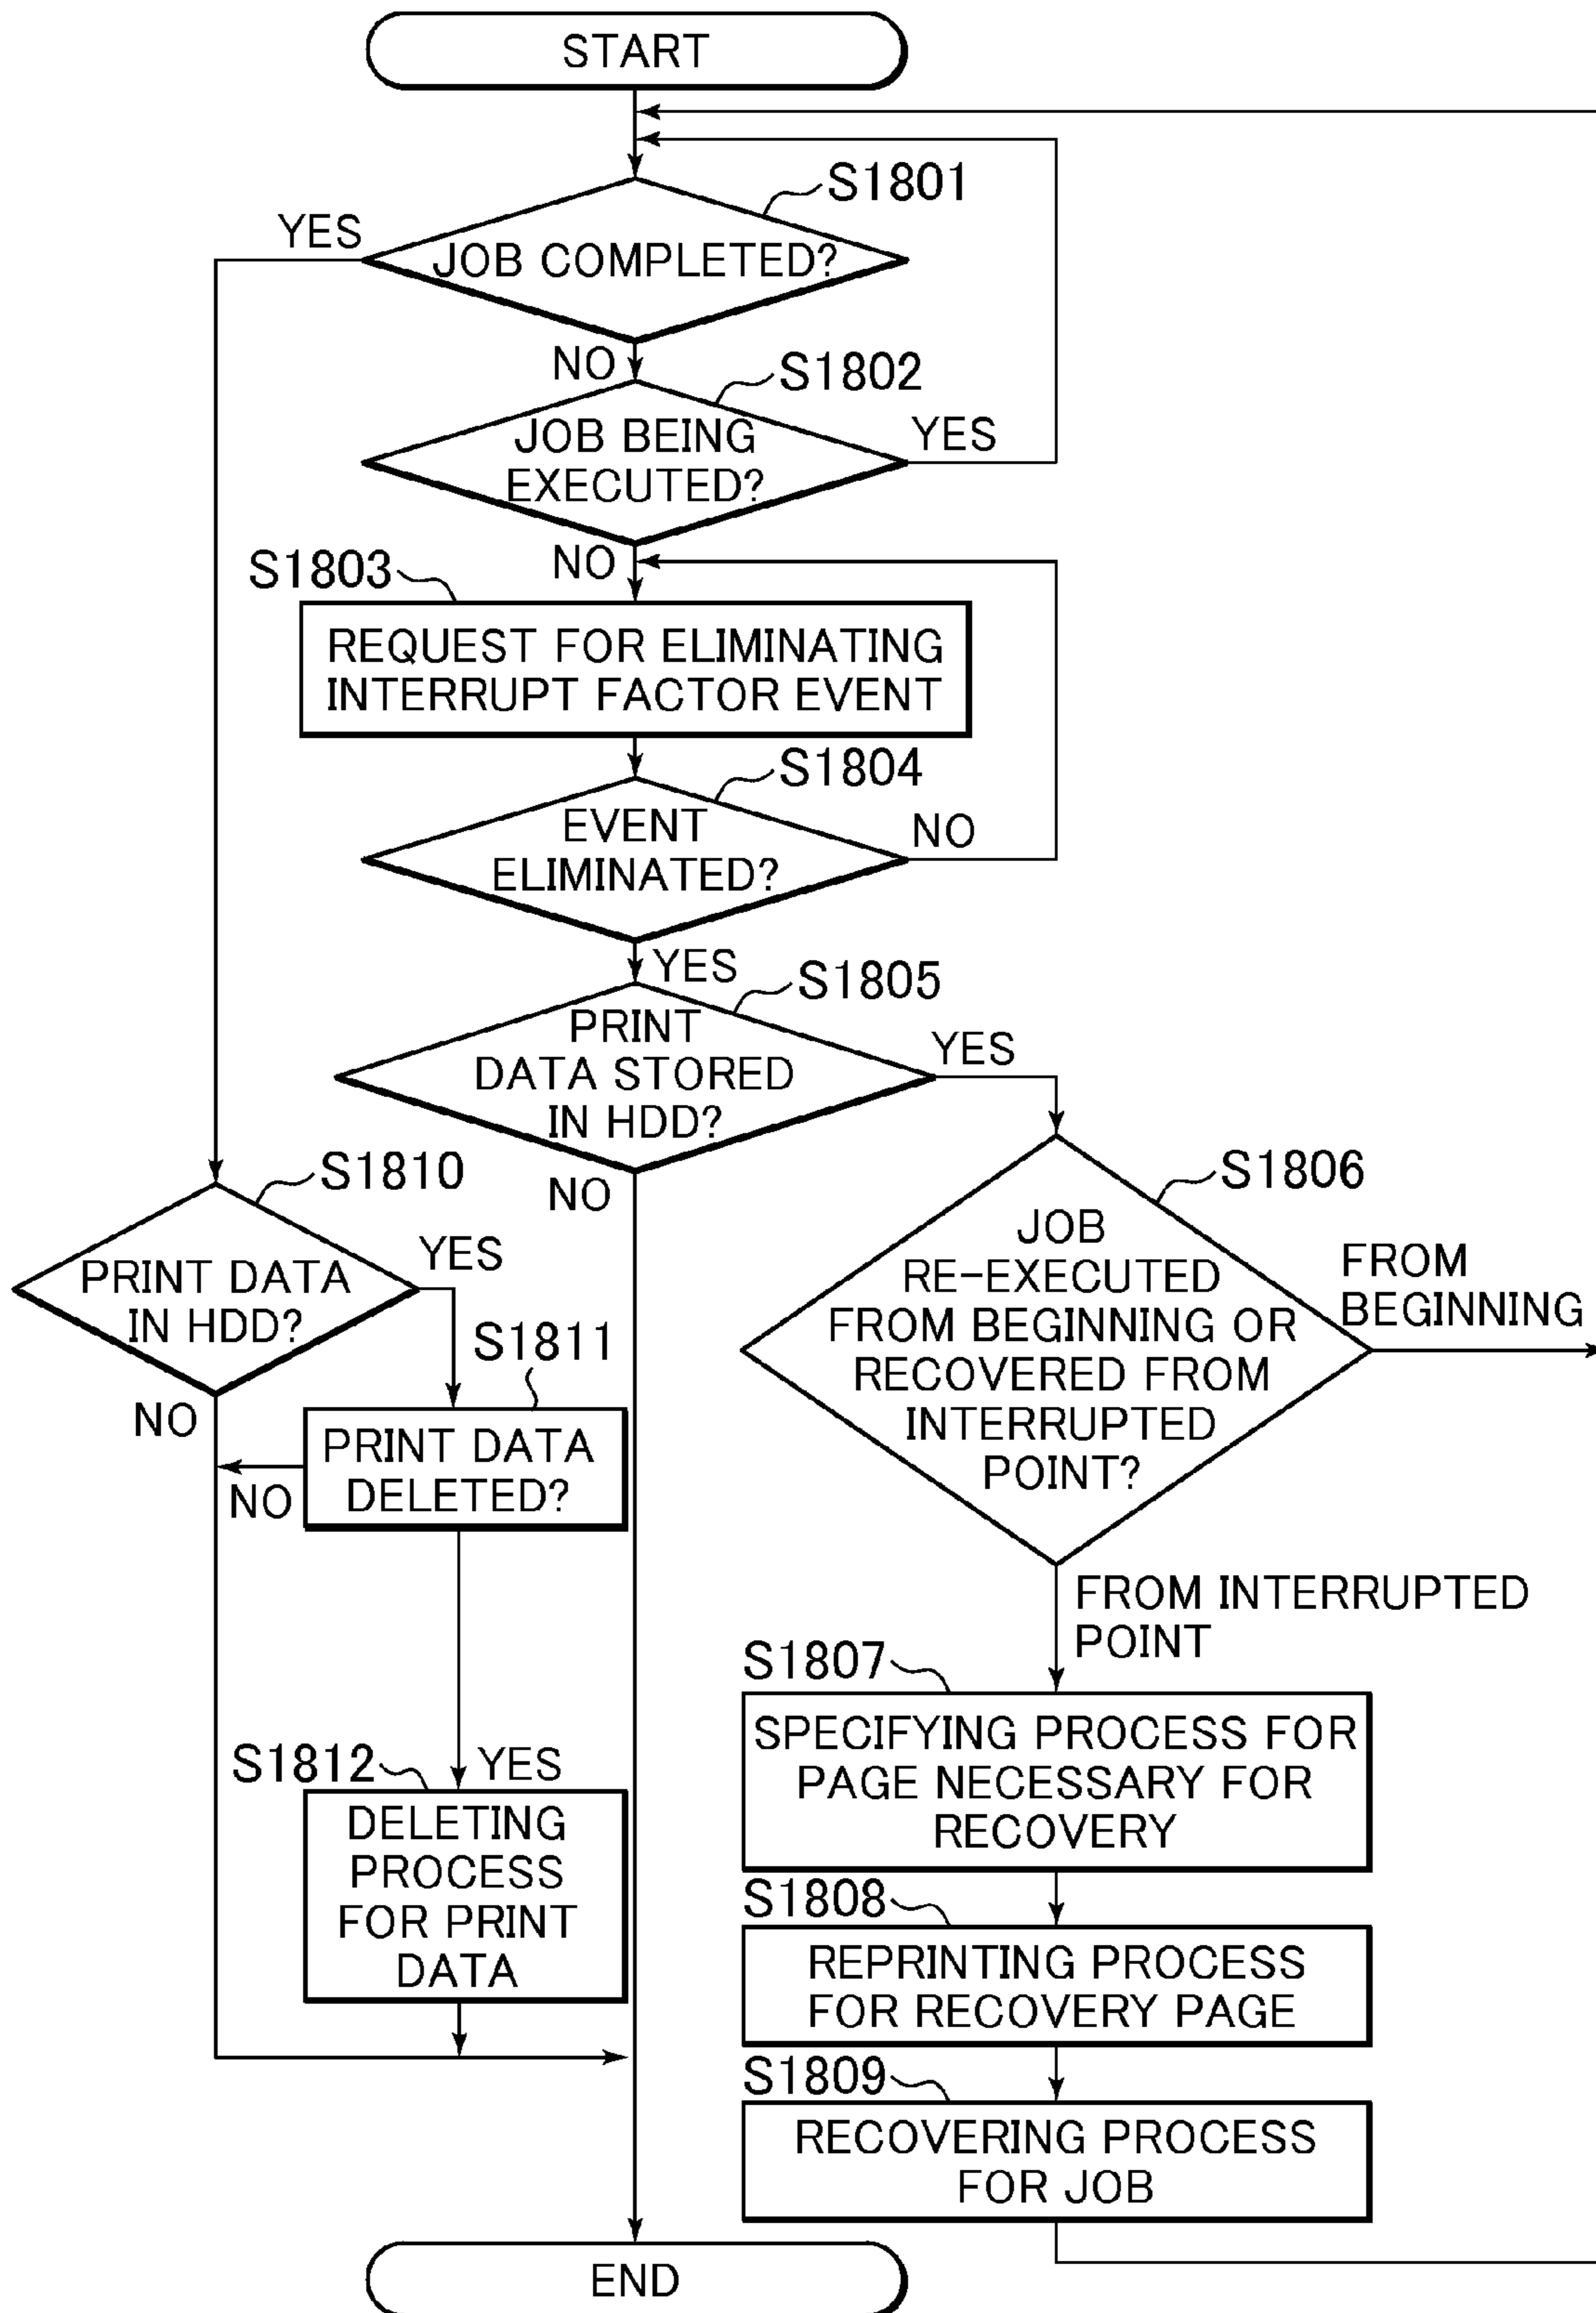 START
S1801
YES
JOB COMPLETED?
NO
S1802
JOB BEING
EXECUTED?
YES
NO
S1803
REQUEST FOR ELIMINATING
INTERRUPT FACTOR EVENT
S1804
EVENT
ELIMINATED?
NO
YES
S1805
PRINT
DATA STORED
IN HDD?
YES
NO
S1806
JOB
RE-EXECUTED
FROM BEGINNING OR
RECOVERED FROM
INTERRUPTED
POINT?
FROM
BEGINNING
FROM INTERRUPTED
POINT
S1810
PRINT DATA
IN HDD?
YES
NO
S1811
PRINT DATA
DELETED?
NO
YES
S1812
DELETING
PROCESS
FOR PRINT
DATA
S1807
SPECIFYING PROCESS FOR
PAGE NECESSARY FOR
RECOVERY
S1808
REPRINTING PROCESS
FOR RECOVERY PAGE
S1809
RECOVERING PROCESS
FOR JOB
END